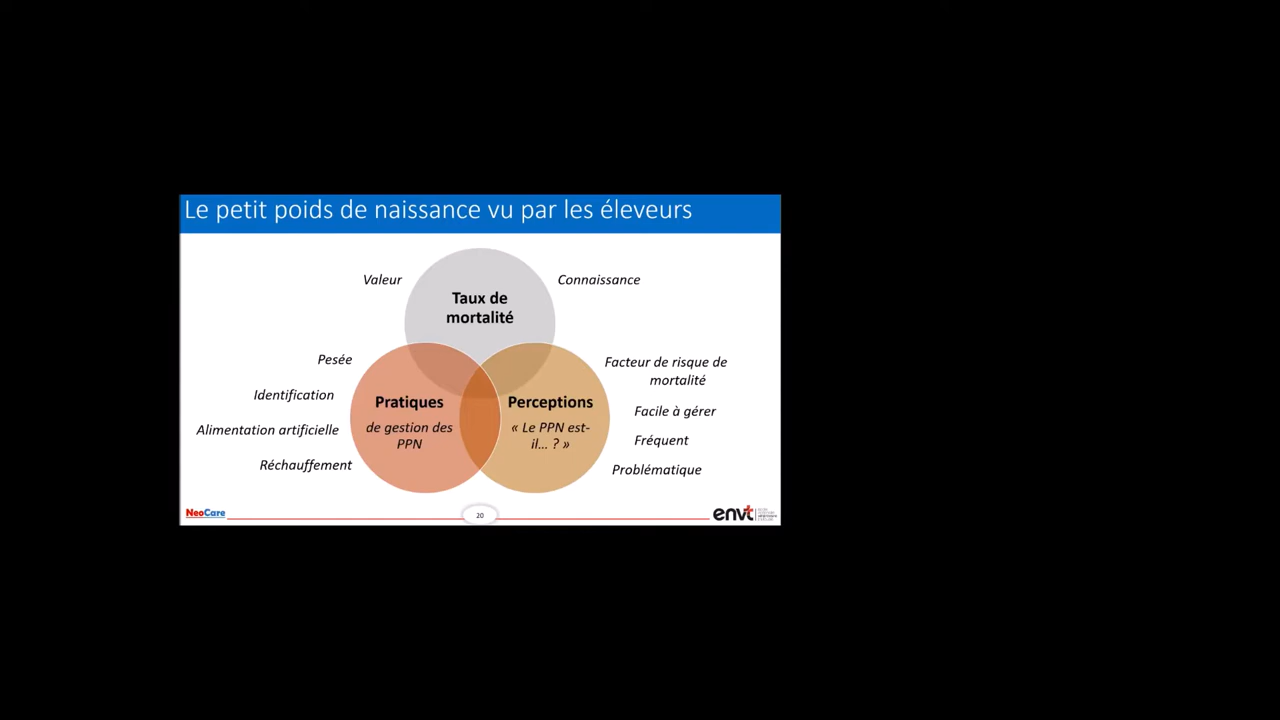 Le petit poids de naissance vu par les éleveurs
Valeur
Connaissance
Taux de
mortalité
Pesée
Identification
Alimentation artificielle
Réchauffement
Pratiques
de gestion des
PPN
Perceptions
« Le PPN est-
il... ? »
Facteur de risque de
mortalité
Facile à gérer
Fréquent
Problématique
NeoCare
20
envt